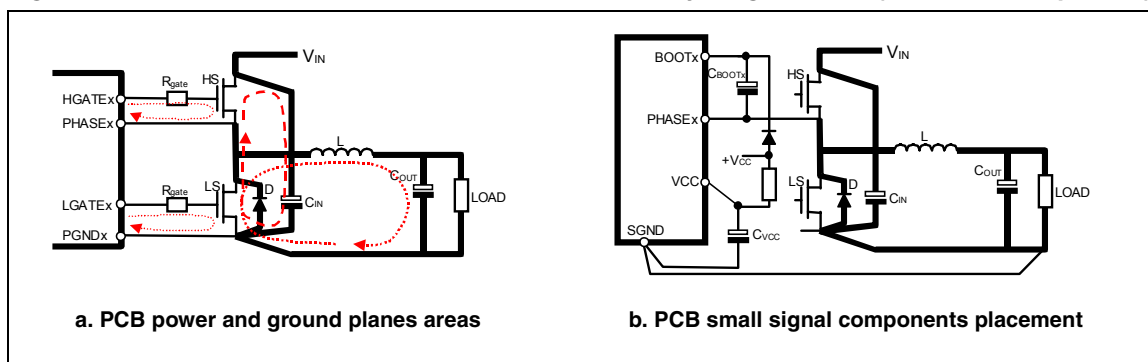 VIN
HS
Rgate
HGATEx
PHASEx
L
COUT
LOAD
Rgate
LS
D
CIN
LGATEx
PGNDx
a. PCB power and ground planes areas
BOOTx
CBOOTx
VIN
HS
PHASEx
L
+VCC
VCC
LS
D
CIN
COUT
LOAD
SGND
CVCC
b. PCB small signal components placement